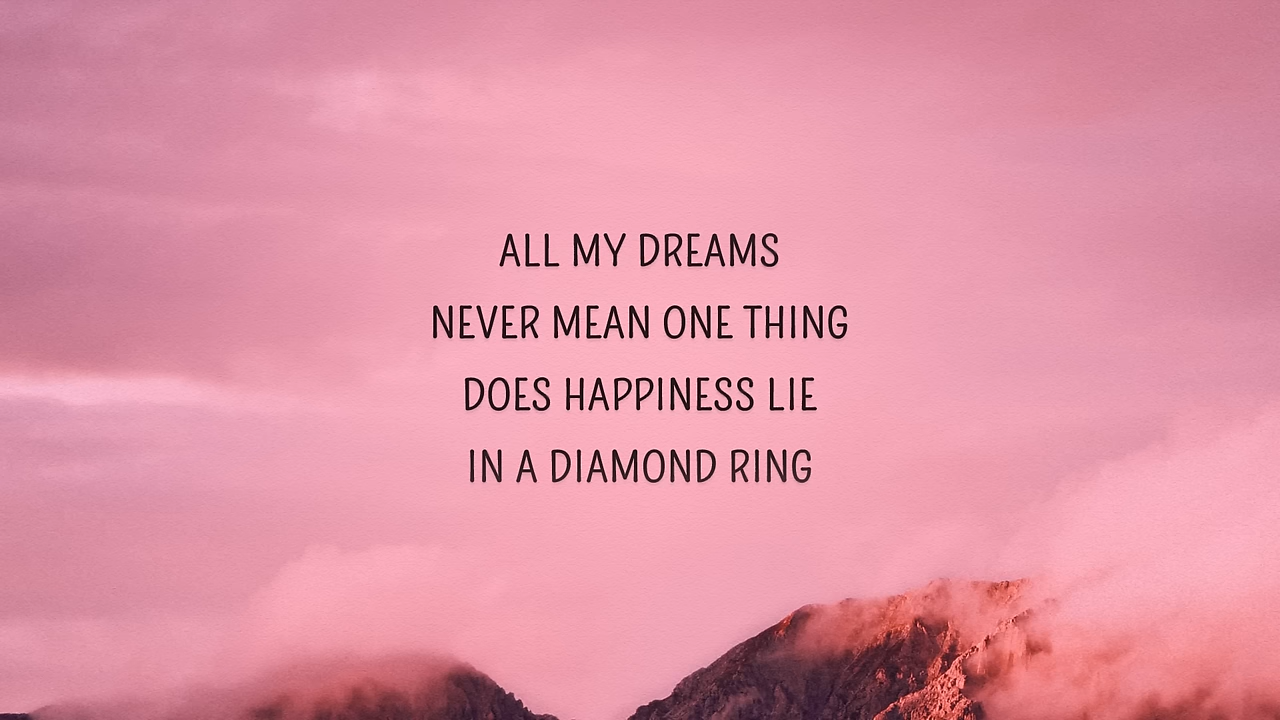 ALL MY DREAMS
NEVER MEAN ONE THING
DOES HAPPINESS LIE
IN A DIAMOND RING